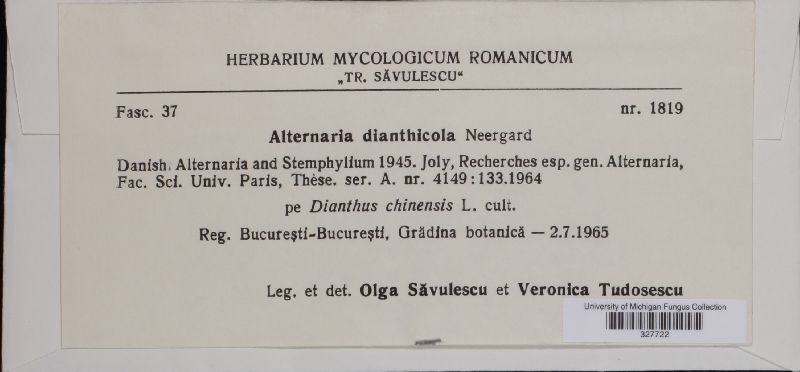 HERBARIUM MYCOLOGICUM ROMANICUM
„TR. SĂVULESCU“
Fasc. 37 nr. 1819
Alternaria dianthicola Neergard
Danish. Alternaria and Stemphylium 1945. Joly, Recherches esp. gen. Alternaria,
Fac. Sci. Univ. Paris, Thèse. ser. A. nr. 4149:133.1964
pe Dianthus chinensis L. cult.
Reg. București-București, Grădina botanică — 2.7.1965
Leg. et det. Olga Săvulescu et Veronica Tudosescu
University of Michigan Fungus Collection
327722